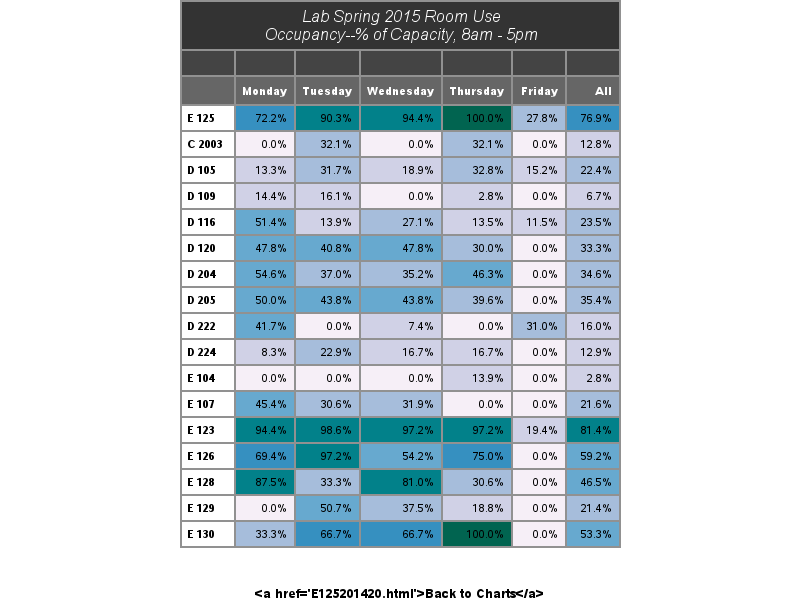 Lab Spring 2015 Room Use
Occupancy--% of Capacity, 8am - 5pm
Monday Tuesday Wednesday Thursday Friday All
E 125 72.2% 90.3% 94.4% 100.0% 27.8% 76.9%
C 2003 0.0% 32.1% 0.0% 32.1% 0.0% 12.8%
D 105 13.3% 31.7% 18.9% 32.8% 15.2% 22.4%
D 109 14.4% 16.1% 0.0% 2.8% 0.0% 6.7%
D 116 51.4% 13.9% 27.1% 13.5% 11.5% 23.5%
D 120 47.8% 40.8% 47.8% 30.0% 0.0% 33.3%
D 204 54.6% 37.0% 35.2% 46.3% 0.0% 34.6%
D 205 50.0% 43.8% 43.8% 39.6% 0.0% 35.4%
D 222 41.7% 0.0% 7.4% 0.0% 31.0% 16.0%
D 224 8.3% 22.9% 16.7% 16.7% 0.0% 12.9%
E 104 0.0% 0.0% 0.0% 13.9% 0.0% 2.8%
E 107 45.4% 30.6% 31.9% 0.0% 0.0% 21.6%
E 123 94.4% 98.6% 97.2% 97.2% 19.4% 81.4%
E 126 69.4% 97.2% 54.2% 75.0% 0.0% 59.2%
E 128 87.5% 33.3% 81.0% 30.6% 0.0% 46.5%
E 129 0.0% 50.7% 37.5% 18.8% 0.0% 21.4%
E 130 33.3% 66.7% 66.7% 100.0% 0.0% 53.3%
<a href='E125201420.html'>Back to Charts</a>